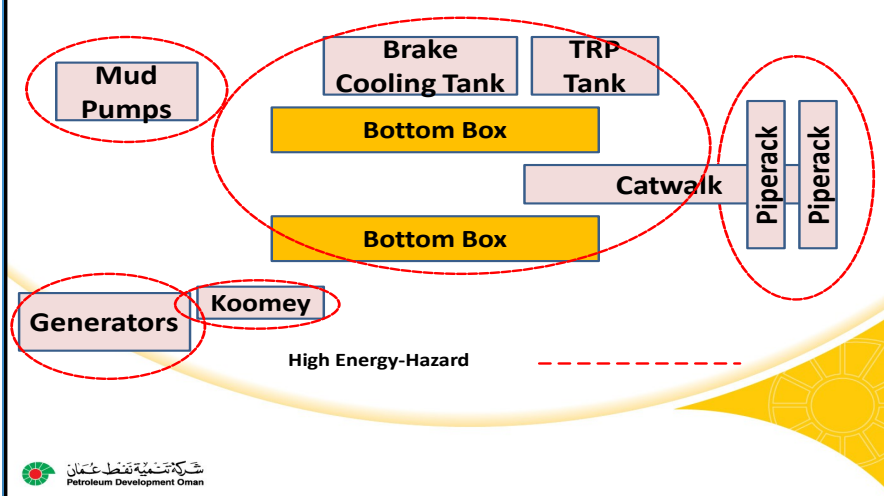 Mud
Pumps
Brake
Cooling Tank
TRP
Tank
Bottom Box
Catwalk
Piperack
Piperack
Bottom Box
Koomey
Generators
High Energy-Hazard
شركة تنمية نفط عمان
Petroleum Development Oman